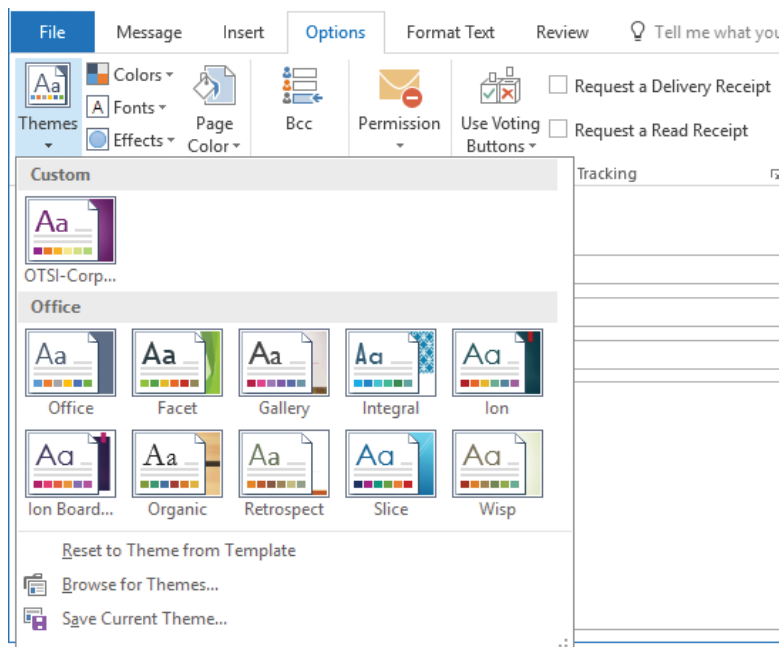 File Message Insert Options Format Text Review Tell me what you
Aa Colors
A Fonts
Themes Effects Page Color Bcc Permission Use Voting Buttons Request a Delivery Receipt
Request a Read Receipt
Tracking
Custom
Aa
OTSI-Corp...
Office
Aa Aa Aa Aa Aa
Office Facet Gallery Integral Ion
Aa Aa Aa Aa Aa
Ion Board... Organic Retrospect Slice Wisp
Reset to Theme from Template
Browse for Themes...
Save Current Theme...